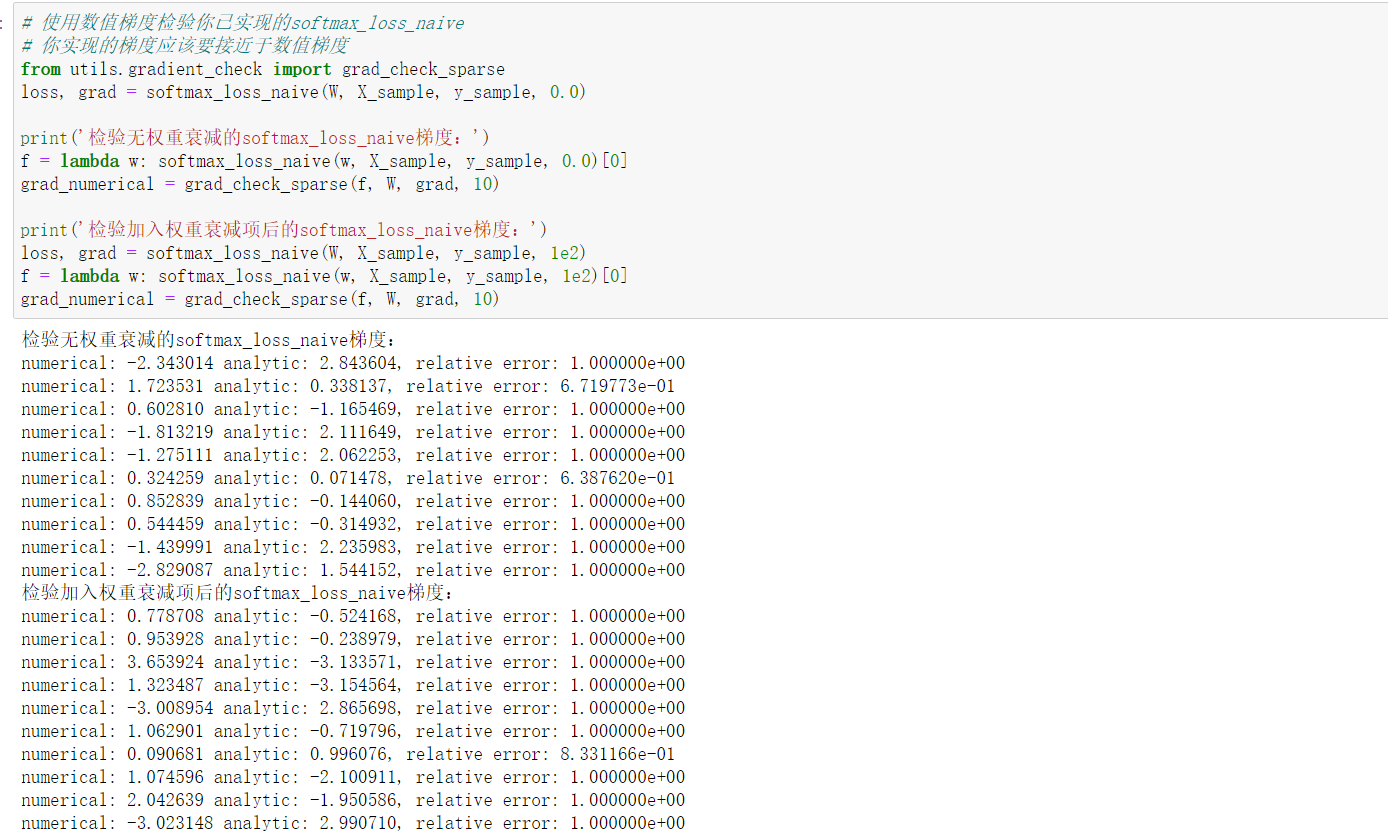 :
# 使用数值梯度检验你已实现的softmax_loss_naive
# 你实现的梯度应该要接近于数值梯度
from utils.gradient_check import grad_check_sparse
loss, grad = softmax_loss_naive(W, X_sample, y_sample, 0.0)
print('检验无权重衰减的softmax_loss_naive梯度：')
f = lambda w: softmax_loss_naive(w, X_sample, y_sample, 0.0)[0]
grad_numerical = grad_check_sparse(f, W, grad, 10)
print('检验加入权重衰减项后的softmax_loss_naive梯度：')
loss, grad = softmax_loss_naive(W, X_sample, y_sample, 1e2)
f = lambda w: softmax_loss_naive(w, X_sample, y_sample, 1e2)[0]
grad_numerical = grad_check_sparse(f, W, grad, 10)
检验无权重衰减的softmax_loss_naive梯度：
numerical: -2.343014 analytic: 2.843604, relative error: 1.000000e+00
numerical: 1.723531 analytic: 0.338137, relative error: 6.719773e-01
numerical: 0.602810 analytic: -1.165469, relative error: 1.000000e+00
numerical: -1.813219 analytic: 2.111649, relative error: 1.000000e+00
numerical: -1.275111 analytic: 2.062253, relative error: 1.000000e+00
numerical: 0.324259 analytic: 0.071478, relative error: 6.387620e-01
numerical: 0.852839 analytic: -0.144060, relative error: 1.000000e+00
numerical: 0.544459 analytic: -0.314932, relative error: 1.000000e+00
numerical: -1.439991 analytic: 2.235983, relative error: 1.000000e+00
numerical: -2.829087 analytic: 1.544152, relative error: 1.000000e+00
检验加入权重衰减项后的softmax_loss_naive梯度：
numerical: 0.778708 analytic: -0.524168, relative error: 1.000000e+00
numerical: 0.953928 analytic: -0.238979, relative error: 1.000000e+00
numerical: 3.653924 analytic: -3.133571, relative error: 1.000000e+00
numerical: 1.323487 analytic: -3.154564, relative error: 1.000000e+00
numerical: -3.008954 analytic: 2.865698, relative error: 1.000000e+00
numerical: 1.062901 analytic: -0.719796, relative error: 1.000000e+00
numerical: 0.090681 analytic: 0.996076, relative error: 8.331166e-01
numerical: 1.074596 analytic: -2.100911, relative error: 1.000000e+00
numerical: 2.042639 analytic: -1.950586, relative error: 1.000000e+00
numerical: -3.023148 analytic: 2.990710, relative error: 1.000000e+00